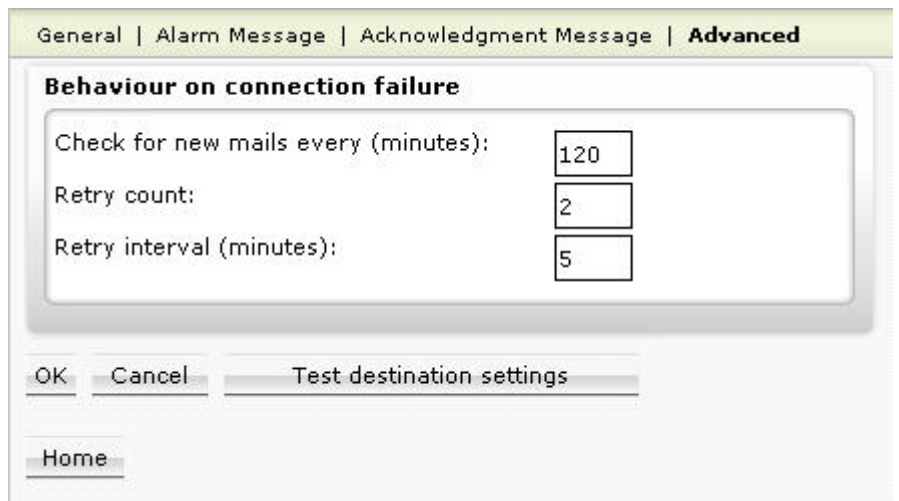 General | Alarm Message | Acknowledgment Message | Advanced
Behaviour on connection failure
Check for new mails every (minutes): 120
Retry count: 2
Retry interval (minutes): 5
OK Cancel Test destination settings
Home